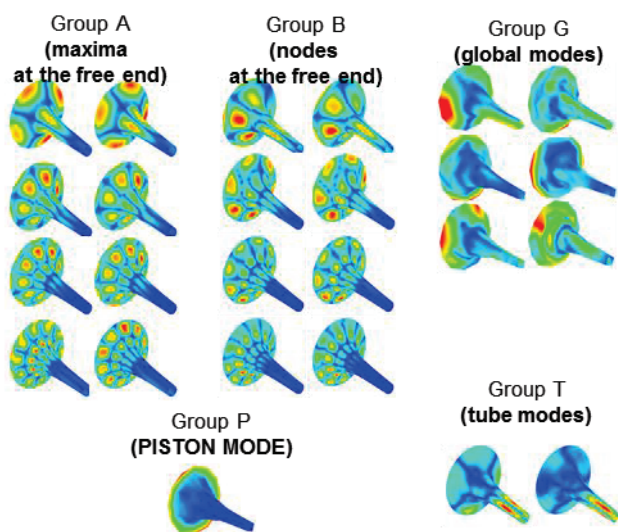 Group A
(maxima
at the free end)
Group B
(nodes
at the free end)
Group G
(global modes)
Group P
(PISTON MODE)
Group T
(tube modes)